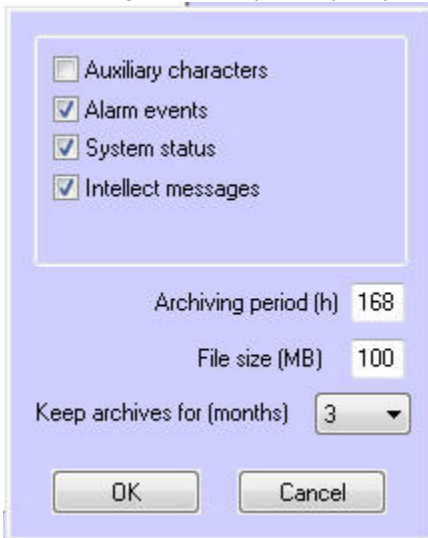 Auxiliary characters
Alarm events
System status
Intellect messages
Archiving period (h) 168
File size (MB) 100
Keep archives for (months) 3
OK Cancel